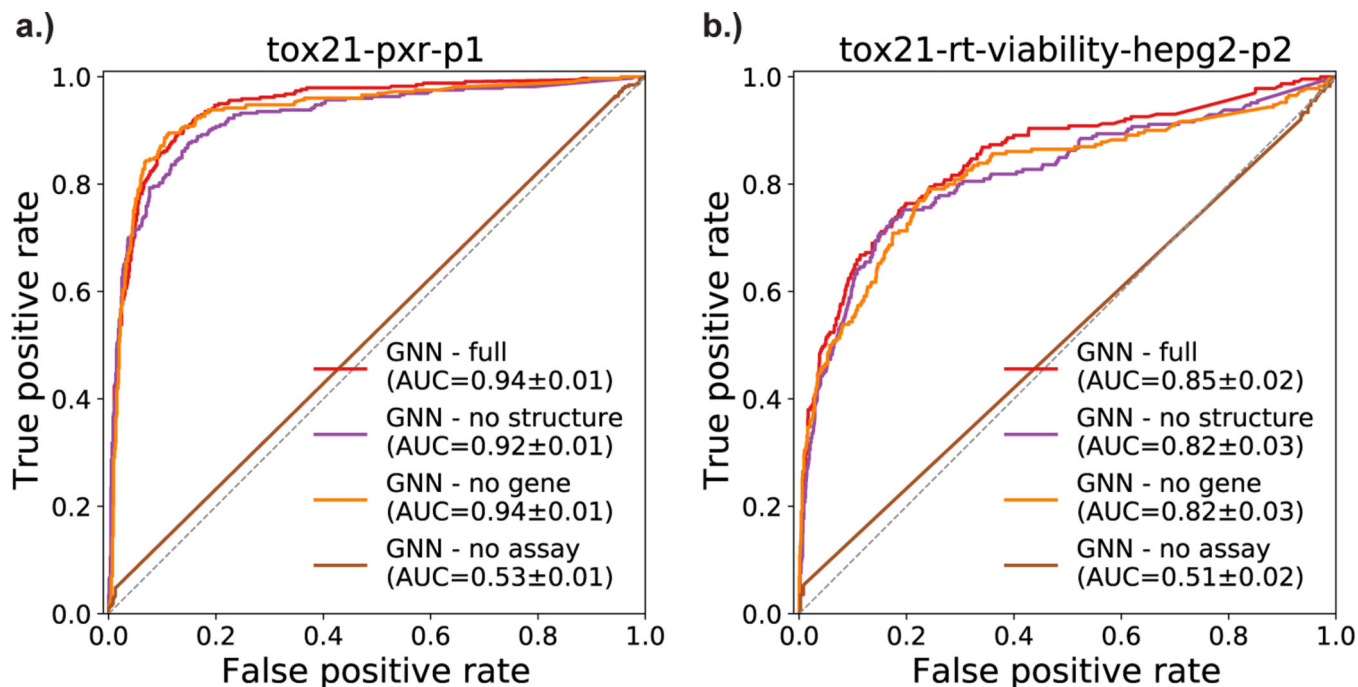 a.)
tox21-pxr-p1
1.0
0.8
0.6
0.4
0.2
0.0
True positive rate
GNN - full
(AUC=0.94±0.01)
GNN - no structure
(AUC=0.92±0.01)
GNN - no gene
(AUC=0.94±0.01)
GNN - no assay
(AUC=0.53±0.01)
0.0 0.2 0.4 0.6 0.8 1.0
False positive rate
b.)
tox21-rt-viability-hepg2-p2
1.0
0.8
0.6
0.4
0.2
0.0
True positive rate
GNN - full
(AUC=0.85±0.02)
GNN - no structure
(AUC=0.82±0.03)
GNN - no gene
(AUC=0.82±0.03)
GNN - no assay
(AUC=0.51±0.02)
0.0 0.2 0.4 0.6 0.8 1.0
False positive rate